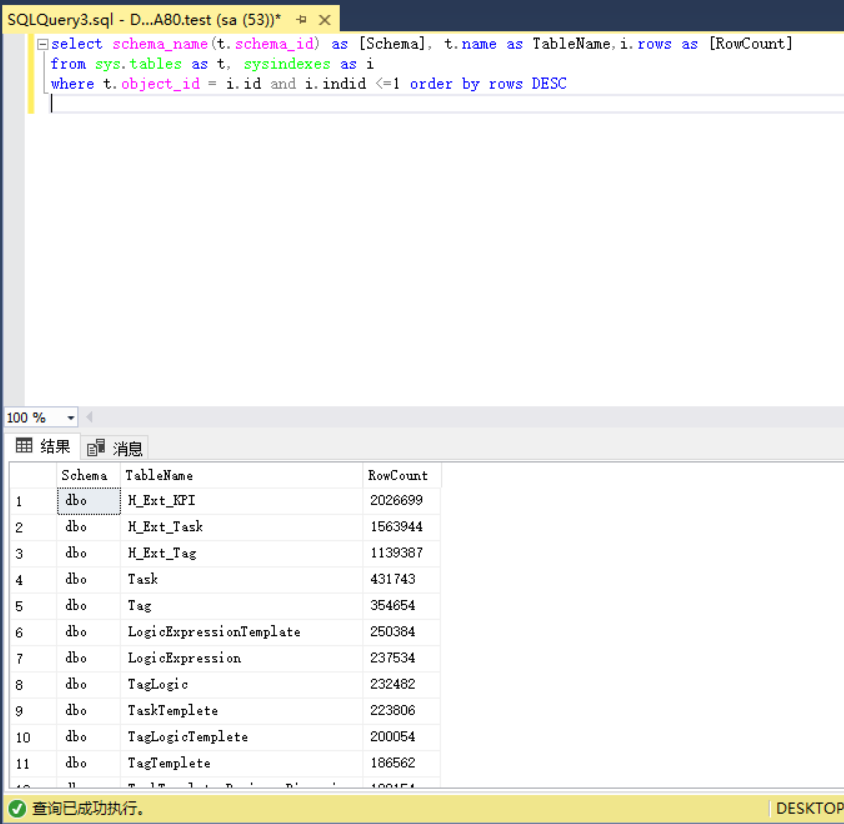 SQLQuery3.sql - D...A80.test (sa (53))*
select schema_name(t.schema_id) as [Schema], t.name as TableName,i.rows as [RowCount]
from sys.tables as t, sysindexes as i
where t.object_id = i.id and i.indid <=1 order by rows DESC
100 %
结果 消息
Schema TableName RowCount
1 dbo H_Ext_KPI 2026699
2 dbo H_Ext_Task 1563944
3 dbo H_Ext_Tag 1139387
4 dbo Task 431743
5 dbo Tag 354654
6 dbo LogicExpressionTemplate 250384
7 dbo LogicExpression 237534
8 dbo TagLogic 232482
9 dbo TaskTemplete 223806
10 dbo TagLogicTemplete 200054
11 dbo TagTemplete 186562
查询已成功执行。 DESKTOP